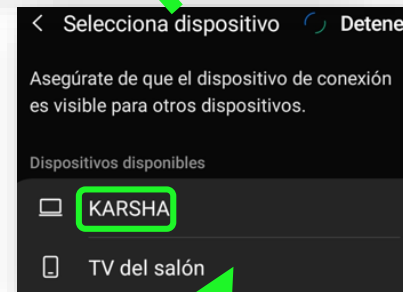 Selecciona dispositivo Detene
Asegúrate de que el dispositivo de conexión
es visible para otros dispositivos.
Dispositivos disponibles
KARSHA
TV del salón